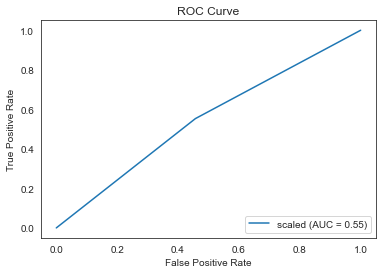 ROC Curve
1.0
0.8
0.6
0.4
0.2
0.0
True Positive Rate
scaled (AUC = 0.55)
0.0 0.2 0.4 0.6 0.8 1.0
False Positive Rate